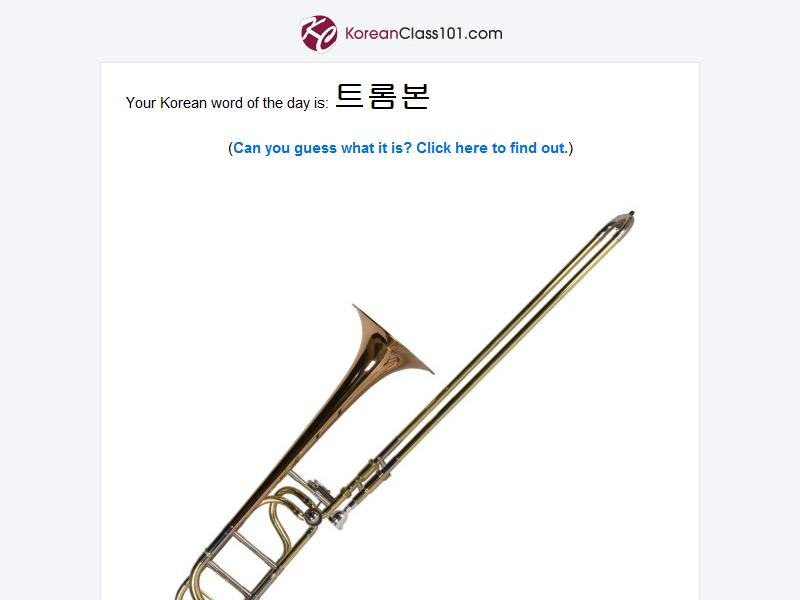 KC KoreanClass101.com
Your Korean word of the day is: 트롬본
(Can you guess what it is? Click here to find out.)